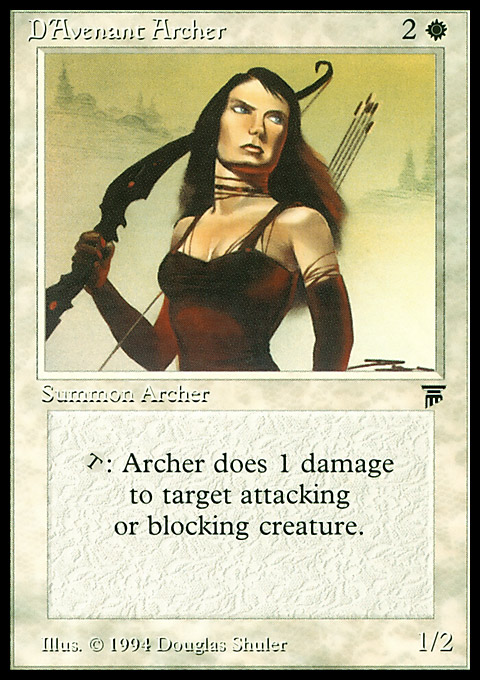 D'Avenant Archer 2
Summon Archer
T: Archer does 1 damage
to target attacking
or blocking creature.
Illus. © 1994 Douglas Shuler 1/2